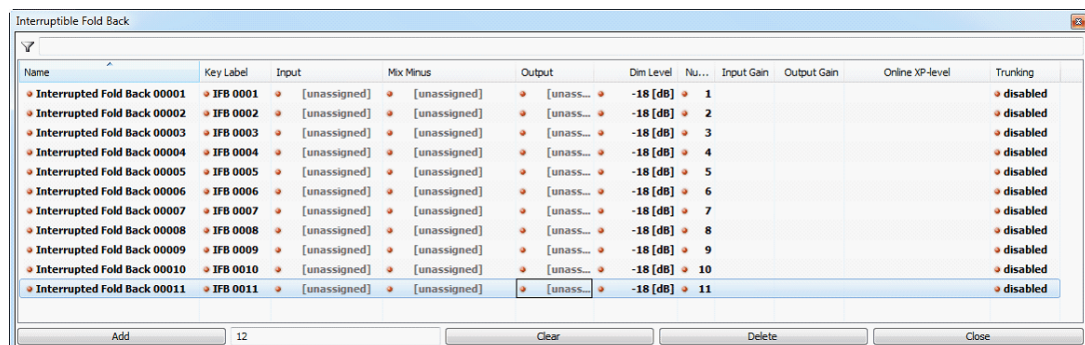 Interruptible Fold Back
Name Key Label Input Mix Minus Output Dim Level Nu... Input Gain Output Gain Online XP-level Trunking
Interrupted Fold Back 00001 IFB 0001 [unassigned] [unassigned] [unass... -18 [dB] 1 disabled
Interrupted Fold Back 00002 IFB 0002 [unassigned] [unassigned] [unass... -18 [dB] 2 disabled
Interrupted Fold Back 00003 IFB 0003 [unassigned] [unassigned] [unass... -18 [dB] 3 disabled
Interrupted Fold Back 00004 IFB 0004 [unassigned] [unassigned] [unass... -18 [dB] 4 disabled
Interrupted Fold Back 00005 IFB 0005 [unassigned] [unassigned] [unass... -18 [dB] 5 disabled
Interrupted Fold Back 00006 IFB 0006 [unassigned] [unassigned] [unass... -18 [dB] 6 disabled
Interrupted Fold Back 00007 IFB 0007 [unassigned] [unassigned] [unass... -18 [dB] 7 disabled
Interrupted Fold Back 00008 IFB 0008 [unassigned] [unassigned] [unass... -18 [dB] 8 disabled
Interrupted Fold Back 00009 IFB 0009 [unassigned] [unassigned] [unass... -18 [dB] 9 disabled
Interrupted Fold Back 00010 IFB 0010 [unassigned] [unassigned] [unass... -18 [dB] 10 disabled
Interrupted Fold Back 00011 IFB 0011 [unassigned] [unassigned] [unass... -18 [dB] 11 disabled
Add 12 Clear Delete Close